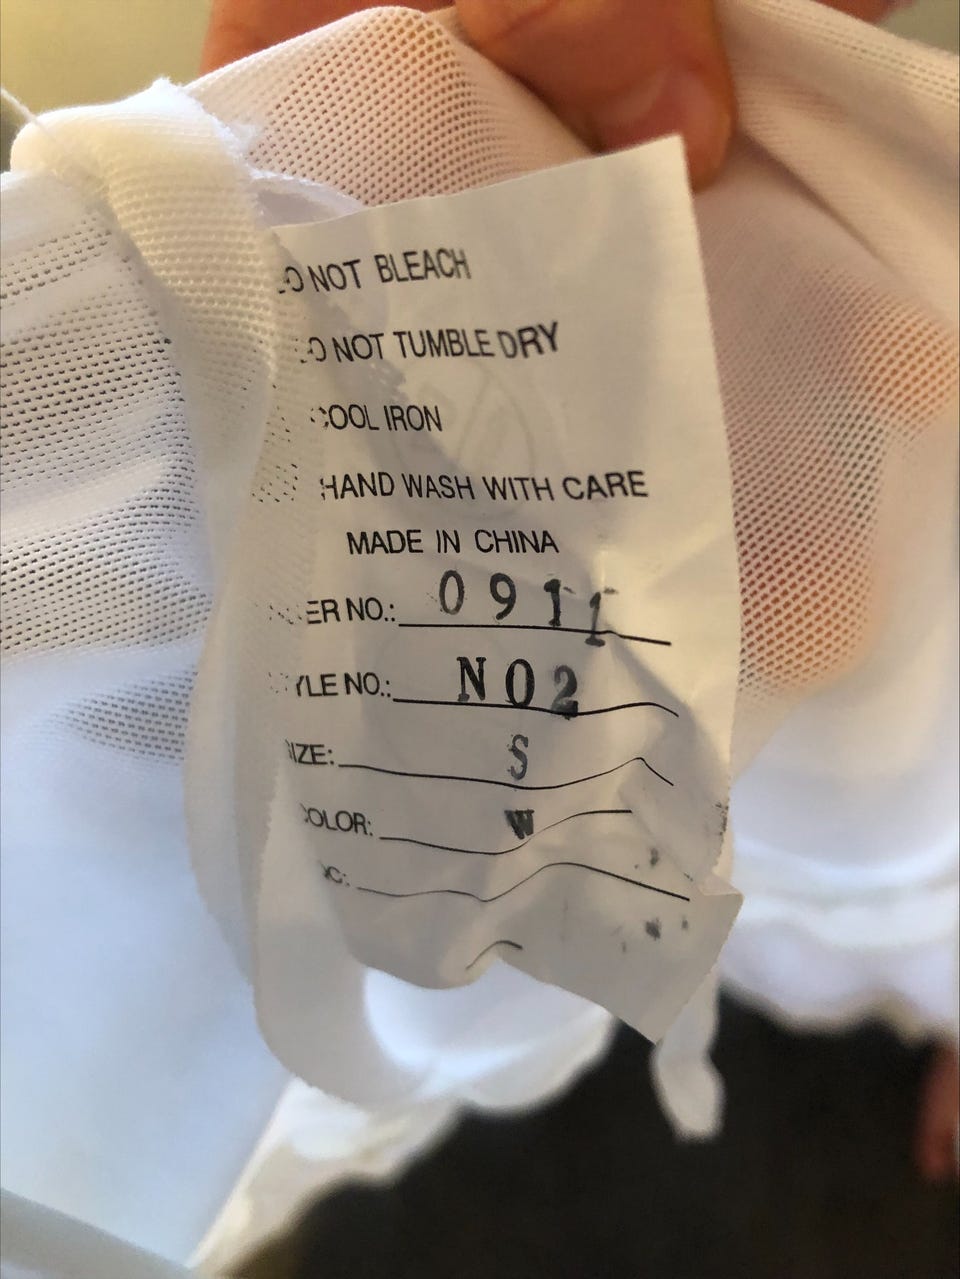 O NOT BLEACH
O NOT TUMBLE DRY
COOL IRON
HAND WASH WITH CARE
MADE IN CHINA
ER NO.: 0911
YLE NO.: N02
IZE: S
OLOR: W
C: